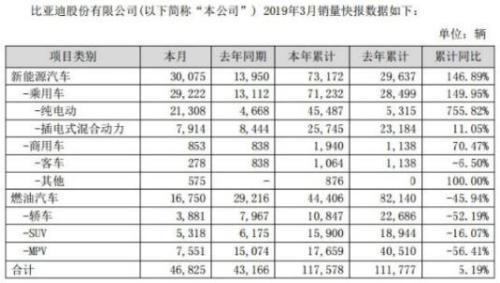 比亚迪股份有限公司(以下简称“本公司”) 2019年3月销量快报数据如下:
单位: 辆
项目类别 本月 去年同期 本年累计 去年累计 累计同比
新能源汽车 30,075 13,950 73,172 29,637 146.89%
-乘用车 29,222 13,112 71,232 28,499 149.95%
-纯电动 21,308 4,668 45,487 5,315 755.82%
-插电式混合动力 7,914 8,444 25,745 23,184 11.05%
-商用车 853 838 1,940 1,138 70.47%
-客车 278 838 1,064 1,138 -6.50%
-其他 575 - 876 0 100.00%
燃油汽车 16,750 29,216 44,406 82,140 -45.94%
-轿车 3,881 7,967 10,847 22,686 -52.19%
-SUV 5,318 6,175 15,900 18,944 -16.07%
-MPV 7,551 15,074 17,659 40,510 -56.41%
合计 46,825 43,166 117,578 111,777 5.19%